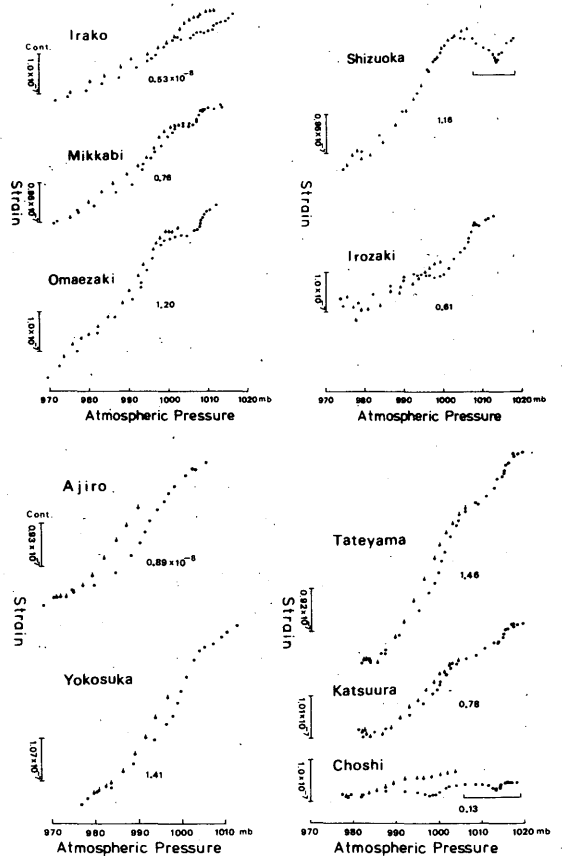 Irako
Cont.
1.0×10⁻⁷
0.53×10⁻⁸
Mikkabi
0.76
Strain
Omaezaki
1.0×10⁻⁷
1.20
970 980 990 1000 1010 1020 mb
Atmospheric Pressure
Shizuoka
1.16
Strain
Irozaki
1.0×10⁻⁷
0.61
970 980 990 1000 1010 1020
Atmospheric Pressure
Ajiro
Cont.
0.93×10⁻⁷
0.89×10⁻⁸
Strain
Yokosuka
1.07×10⁻⁷
1.41
970 980 990 1000 1010 mb
Atmospheric Pressure
Tateyama
0.92×10⁻⁷
1.46
Strain
Katsuura
1.01×10⁻⁷
0.78
Choshi
1.0×10⁻⁷
0.13
970 980 990 1000 1010 1020
Atmospheric Pressure